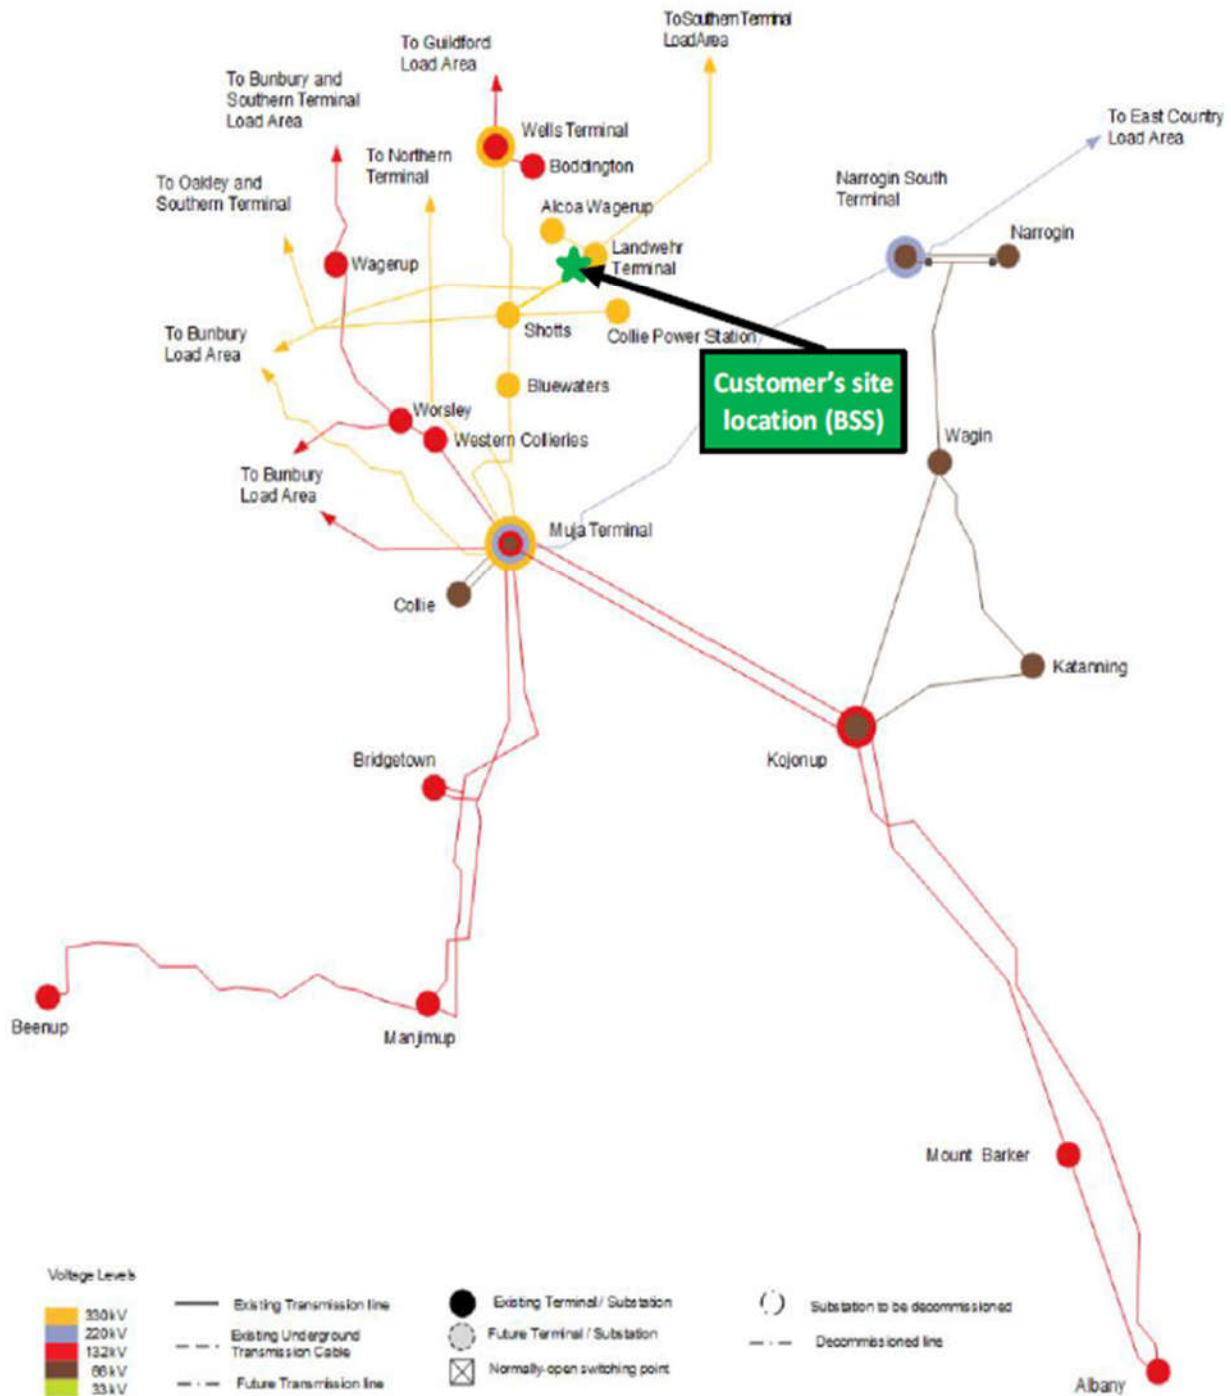 To Southern Terminal
Load Area
To Guildford
Load Area
To Bunbury and
Southern Terminal
Load Area
To East Country
Load Area
Wells Terminal
To Northern
Terminal
Boddington
To Oakley and
Southern Terminal
Narrogin South
Terminal
Alcoa Wagerup
Narrogin
Landwehr
Terminal
Wagerup
Shotts
Collie Power Station
To Bunbury
Load Area
Customer's site
location (BSS)
Bluewaters
Worsley
Western Collieries
Wagin
To Bunbury
Load Area
Muja Terminal
Collie
Katanning
Bridgetown
Kojonup
Beenup
Manjimup
Mount Barker
Albany
Voltage Levels
330kV
220kV
132kV
66kV
33kV
Existing Transmission line
Existing Underground
Transmission Cable
Future Transmission line
Existing Terminal / Substation
Future Terminal / Substation
Normally-open switching point
Substation to be decommissioned
Decommissioned line